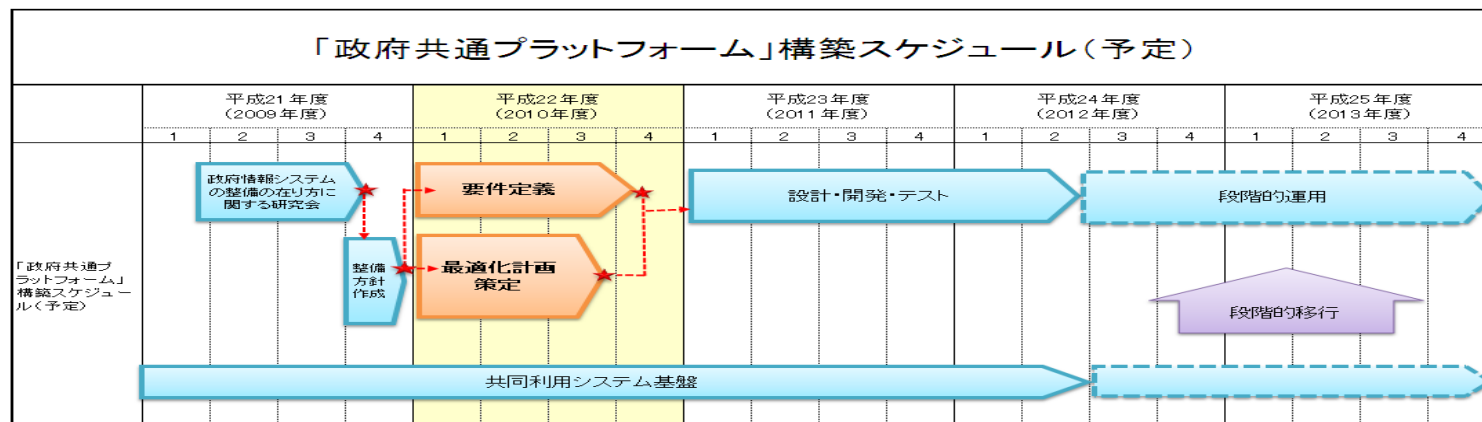 「政府共通プラットフォーム」構築スケジュール(予定)
平成21年度
(2009年度)
平成22年度
(2010年度)
平成23年度
(2011年度)
平成24年度
(2012年度)
平成25年度
(2013年度)
1 2 3 4 1 2 3 4 1 2 3 4 1 2 3 4 1 2 3 4
「政府共通プ
ラットフォーム」
構築スケジュー
ル(予定)
政府情報システム
の整備の在り方に
関する研究会
要件定義
設計・開発・テスト
段階的運用
整備
方針
作成
最適化計画
策定
段階的移行
共同利用システム基盤